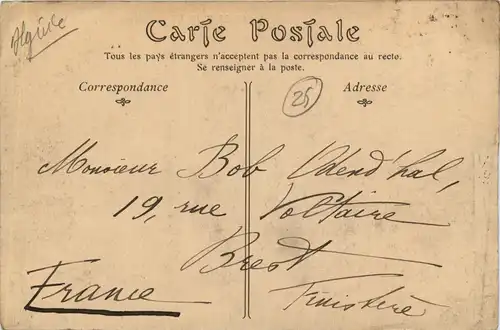 Algérie
Carte Postale
Tous les pays étrangers n'acceptent pas la correspondance au recto.
Se renseigner à la poste.
Correspondance
Adresse
25
Monsieur Bob
19, rue Voltaire
Brest
France
Finistère